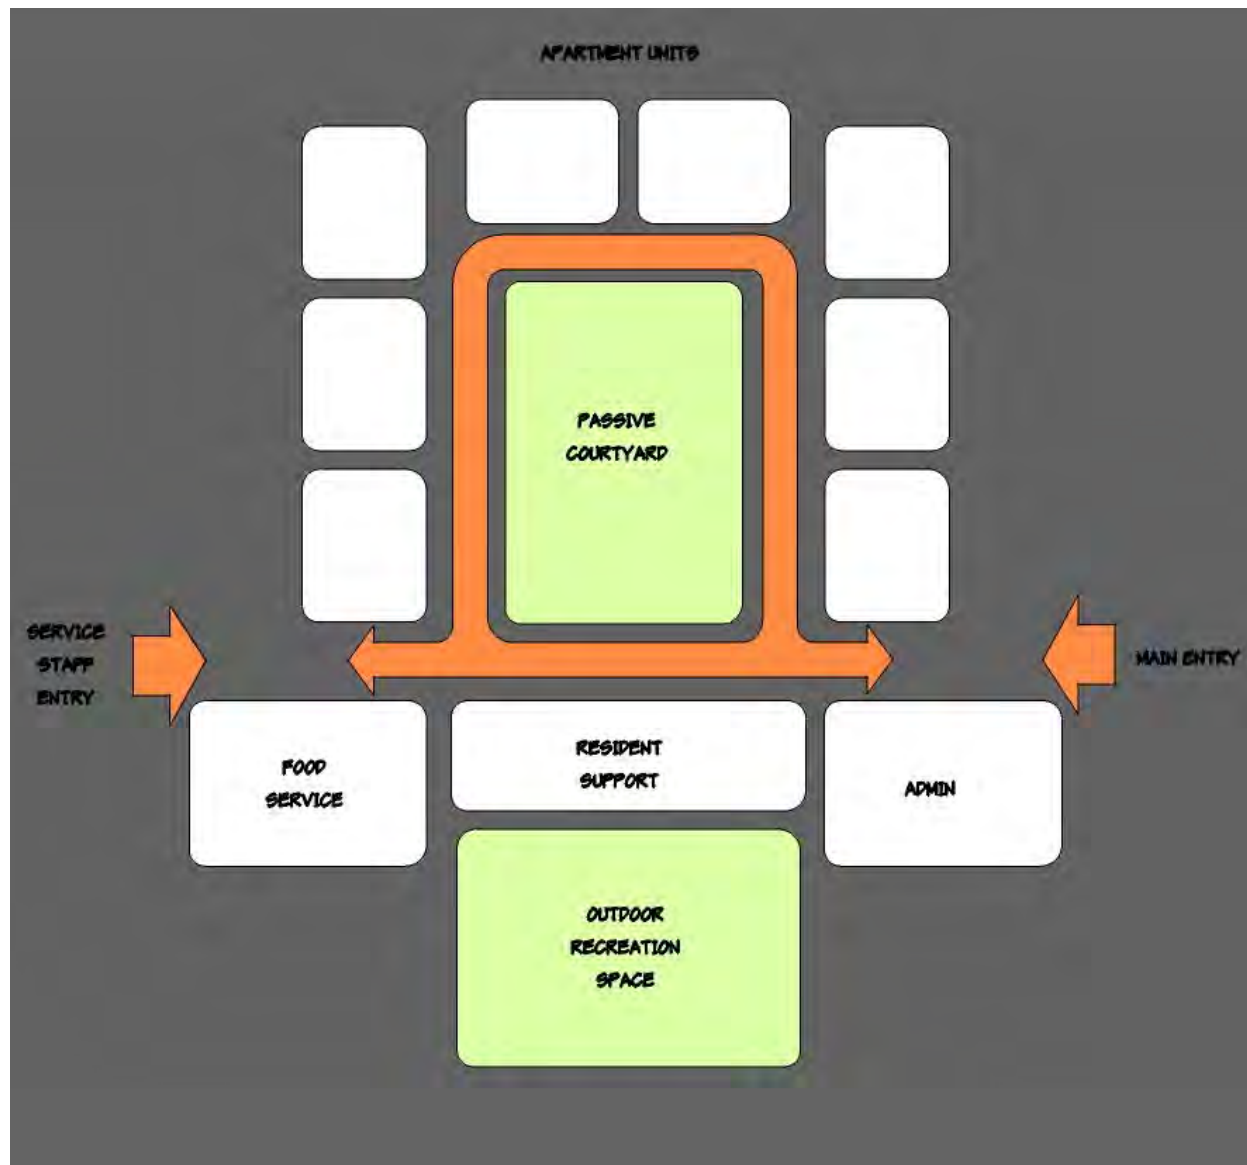 APARTMENT UNITS
PASSIVE
COURTYARD
SERVICE
STAFF
ENTRY
MAIN ENTRY
FOOD
SERVICE
RESIDENT
SUPPORT
ADMIN
OUTDOOR
RECREATION
SPACE